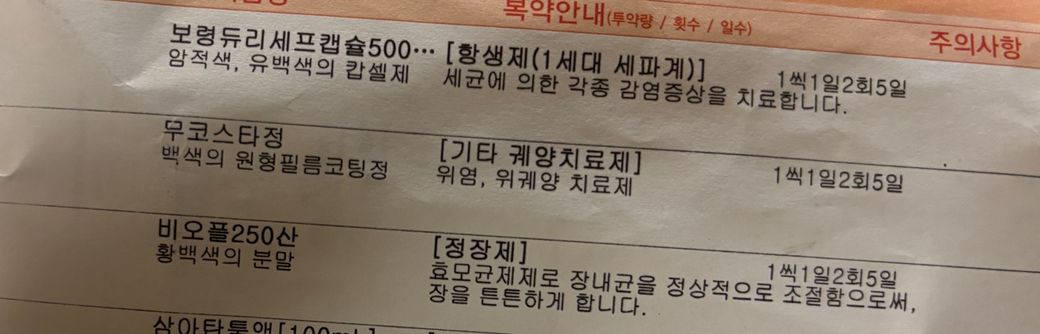 복약안내(투약량 / 횟수 / 일수)
주의사항
보령듀리세프캡슐500… [항생제(1세대 세파계)]
암적색, 유백색의 캅셀제 세균에 의한 각종 감염증상을 치료합니다.
1씩1일2회5일
무코스타정
백색의 원형필름코팅정
[기타 궤양치료제]
위염, 위궤양 치료제
1씩1일2회5일
비오플250산
황백색의 분말
[정장제]
1씩1일2회5일
효모균제제로 장내균을 정상적으로 조절함으로써,
장을 튼튼하게 합니다.